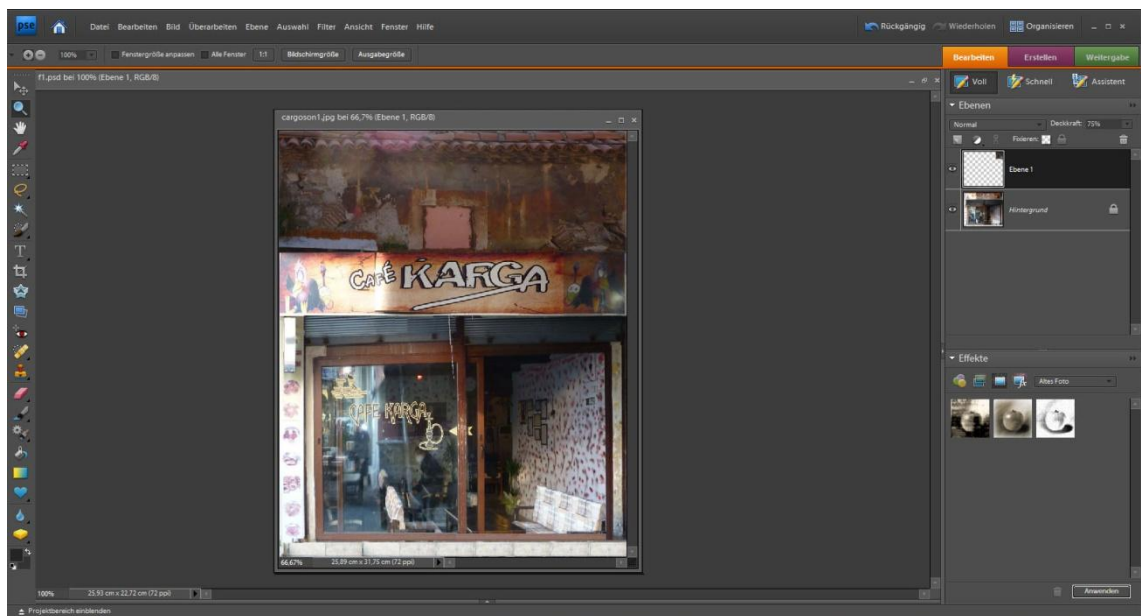 pse Datei Bearbeiten Bild Überarbeiten Ebene Auswahl Filter Ansicht Fenster Hilfe Rückgängig Wiederholen Organisieren
100% Fenstergröße anpassen Alle Fenster 1:1 Bildschirmgröße Ausgabegröße
Bearbeiten Erstellen Weitergabe
f1.psd bei 100% (Ebene 1, RGB/8)
Voll Schnell Assistent
Ebenen
Normal Deckkraft: 75%
Fixieren:
Ebene 1
Hintergrund
cargoson1.jpg bei 66,7% (Ebene 1, RGB/8)
CAFÉ KARGA
CAFE KARGA
66,67% 25,89 cm x 31,75 cm (72 ppi)
Effekte
Altes Foto
Anwenden
100% 25,93 cm x 22,72 cm (72 ppi)
Projektbereich einblenden